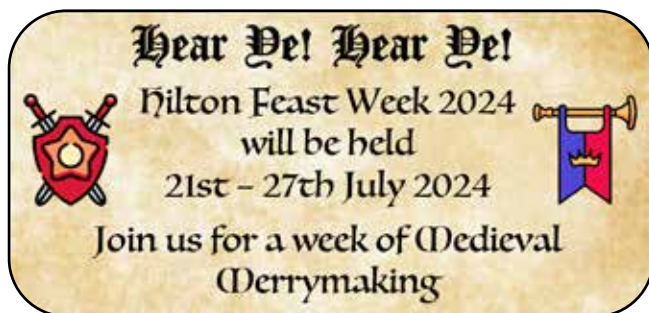 Hear Ye! Hear Ye!
Hilton Feast Week 2024
will be held
21st – 27th July 2024
Join us for a week of Medieval
Merrymaking